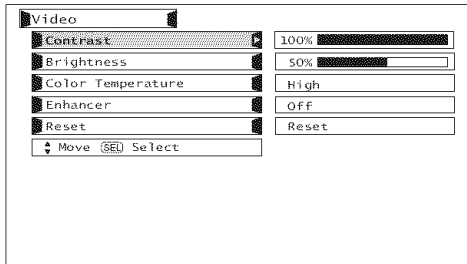 Video
Contrast 100%
Brightness 50%
Color Temperature High
Enhancer Off
Reset Reset
Move SEL Select